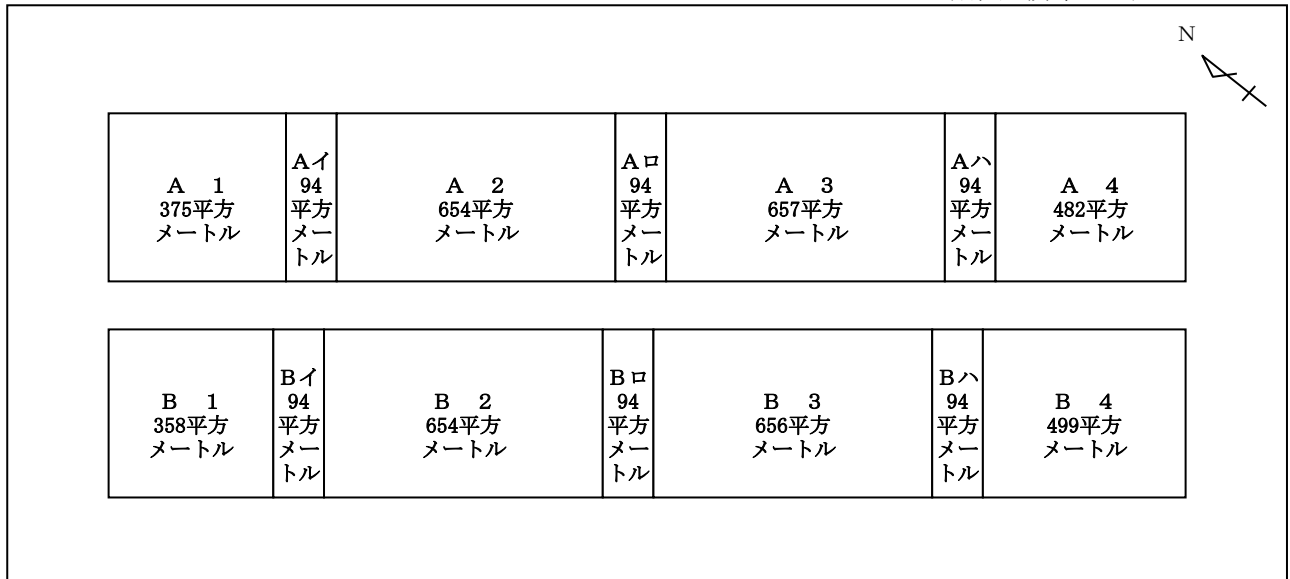 N
A 1
375平方
メートル
Aイ
94
平方
メー
トル
A 2
654平方
メートル
Aロ
94
平方
メー
トル
A 3
657平方
メートル
Aハ
94
平方
メー
トル
A 4
482平方
メートル
B 1
358平方
メートル
Bイ
94
平方
メー
トル
B 2
654平方
メートル
Bロ
94
平方
メー
トル
B 3
656平方
メートル
Bハ
94
平方
メー
トル
B 4
499平方
メートル